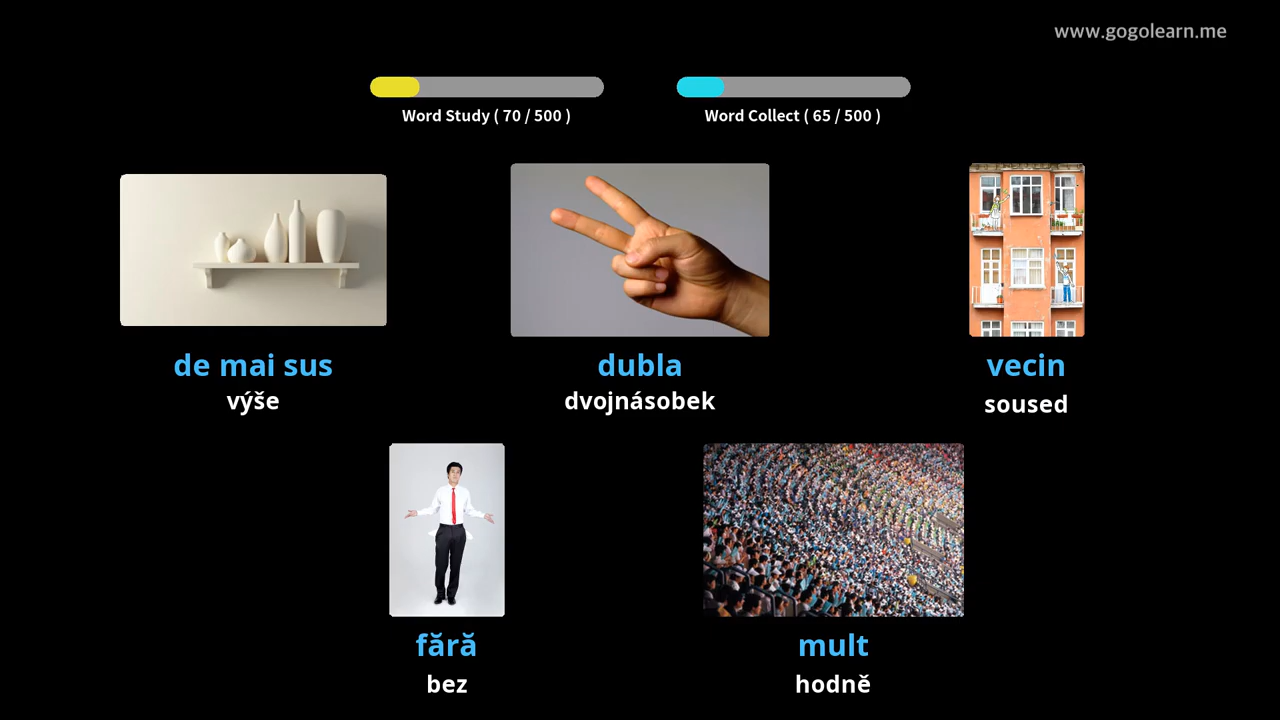 www.gogolearn.me
Word Study ( 70 / 500 )
Word Collect ( 65 / 500 )
de mai sus
výše
dubla
dvojnásobek
vecin
soused
fără
bez
mult
hodně